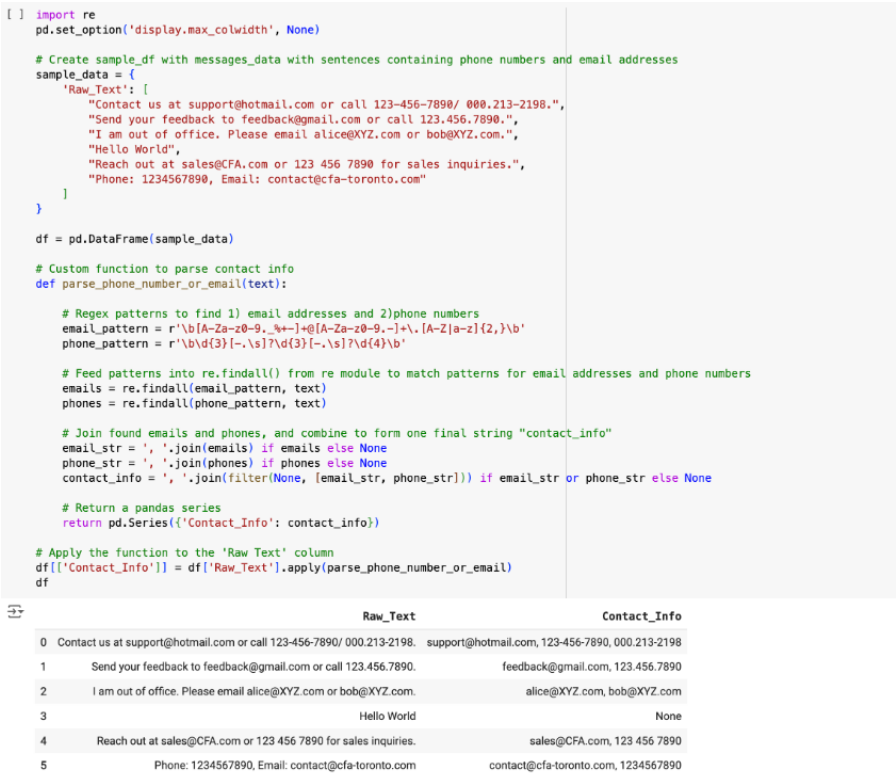 [ ] import re
pd.set_option('display.max_colwidth', None)
# Create sample_df with messages_data with sentences containing phone numbers and email addresses
sample_data = {
'Raw_Text': [
"Contact us at support@hotmail.com or call 123-456-7890/ 000.213-2198.",
"Send your feedback to feedback@gmail.com or call 123.456.7890.",
"I am out of office. Please email alice@XYZ.com or bob@XYZ.com.",
"Hello World",
"Reach out at sales@CFA.com or 123 456 7890 for sales inquiries.",
"Phone: 1234567890, Email: contact@cfa-toronto.com"
]
}
df = pd.DataFrame(sample_data)
# Custom function to parse contact info
def parse_phone_number_or_email(text):
# Regex patterns to find 1) email addresses and 2)phone numbers
email_pattern = r'\b[A-Za-z0-9._%+-]+@[A-Za-z0-9.-]+\.[A-Z|a-z]{2,}\b'
phone_pattern = r'\b\d{3}[-.\s]?\d{3}[-.\s]?\d{4}\b'
# Feed patterns into re.findall() from re module to match patterns for email addresses and phone numbers
emails = re.findall(email_pattern, text)
phones = re.findall(phone_pattern, text)
# Join found emails and phones, and combine to form one final string "contact_info"
email_str = ', '.join(emails) if emails else None
phone_str = ', '.join(phones) if phones else None
contact_info = ', '.join(filter(None, [email_str, phone_str])) if email_str or phone_str else None
# Return a pandas series
return pd.Series({'Contact_Info': contact_info})
# Apply the function to the 'Raw Text' column
df[['Contact_Info']] = df['Raw_Text'].apply(parse_phone_number_or_email)
df
Raw_Text Contact_Info
0 Contact us at support@hotmail.com or call 123-456-7890/ 000.213-2198. support@hotmail.com, 123-456-7890, 000.213-2198
1 Send your feedback to feedback@gmail.com or call 123.456.7890. feedback@gmail.com, 123.456.7890
2 I am out of office. Please email alice@XYZ.com or bob@XYZ.com. alice@XYZ.com, bob@XYZ.com
3 Hello World None
4 Reach out at sales@CFA.com or 123 456 7890 for sales inquiries. sales@CFA.com, 123 456 7890
5 Phone: 1234567890, Email: contact@cfa-toronto.com contact@cfa-toronto.com, 1234567890